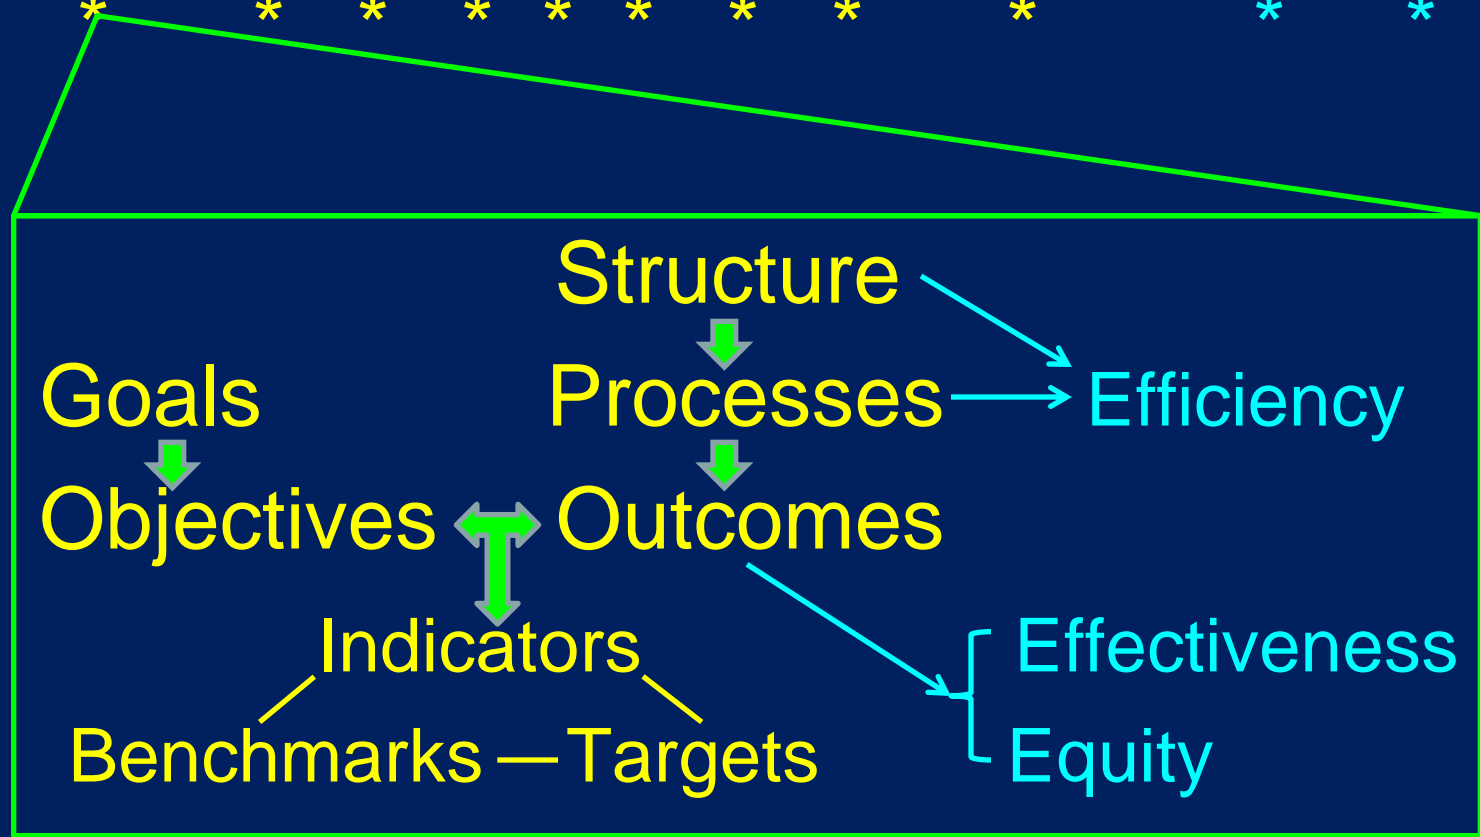 * * * * * * * * * * *
Structure
Goals Processes Efficiency
Objectives Outcomes
Indicators Effectiveness
Benchmarks — Targets Equity